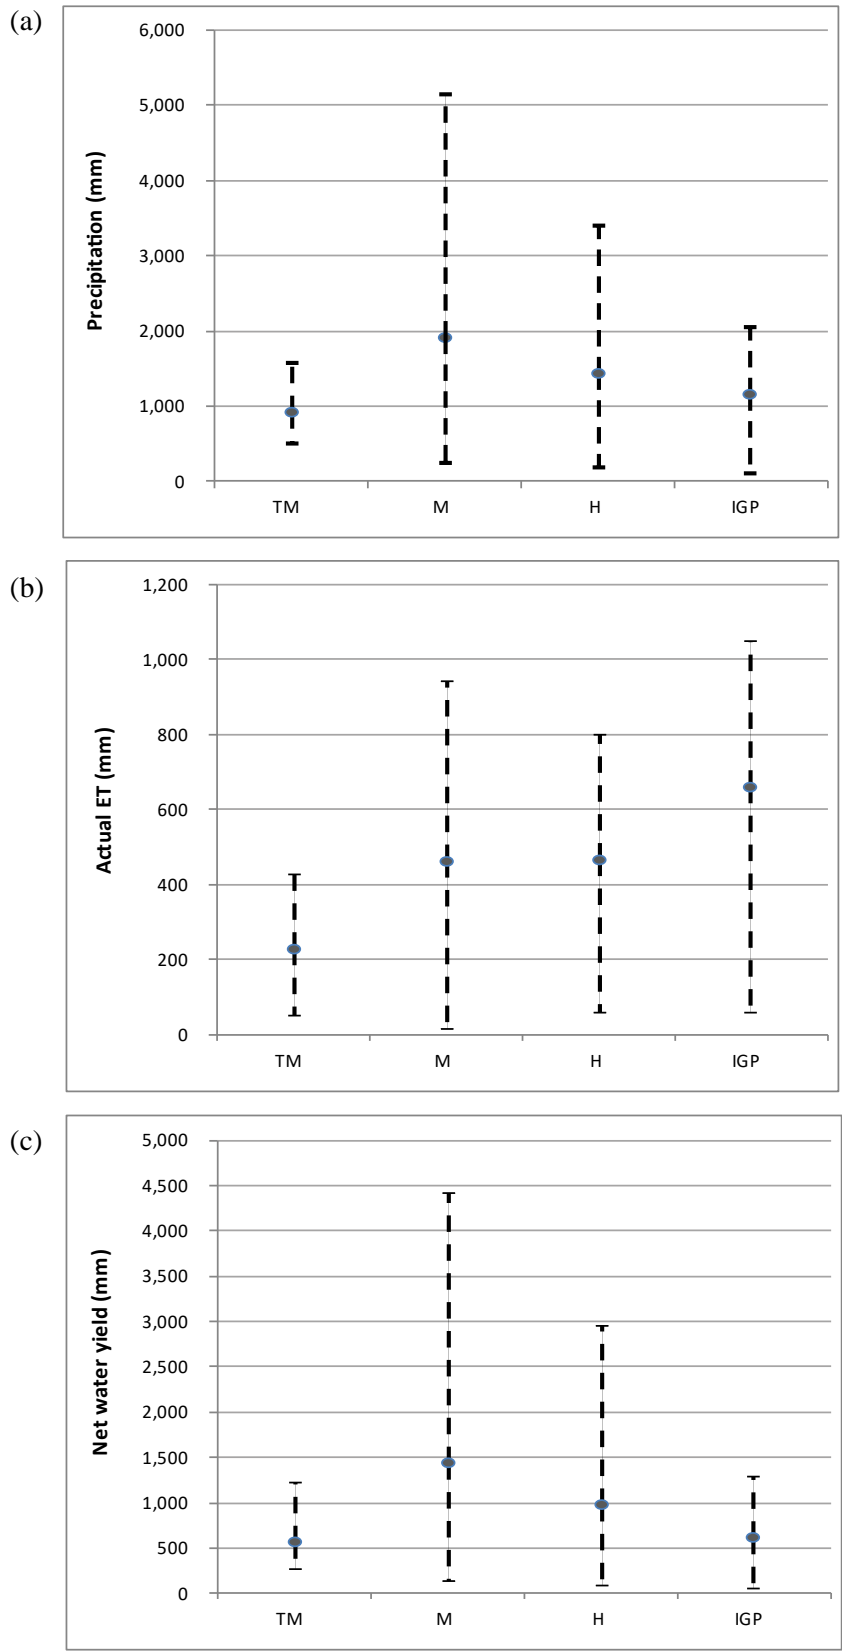 (a)
Precipitation (mm)
6,000
5,000
4,000
3,000
2,000
1,000
0
TM M H IGP
(b)
Actual ET (mm)
1,200
1,000
800
600
400
200
0
TM M H IGP
(c)
Net water yield (mm)
5,000
4,500
4,000
3,500
3,000
2,500
2,000
1,500
1,000
500
0
TM M H IGP